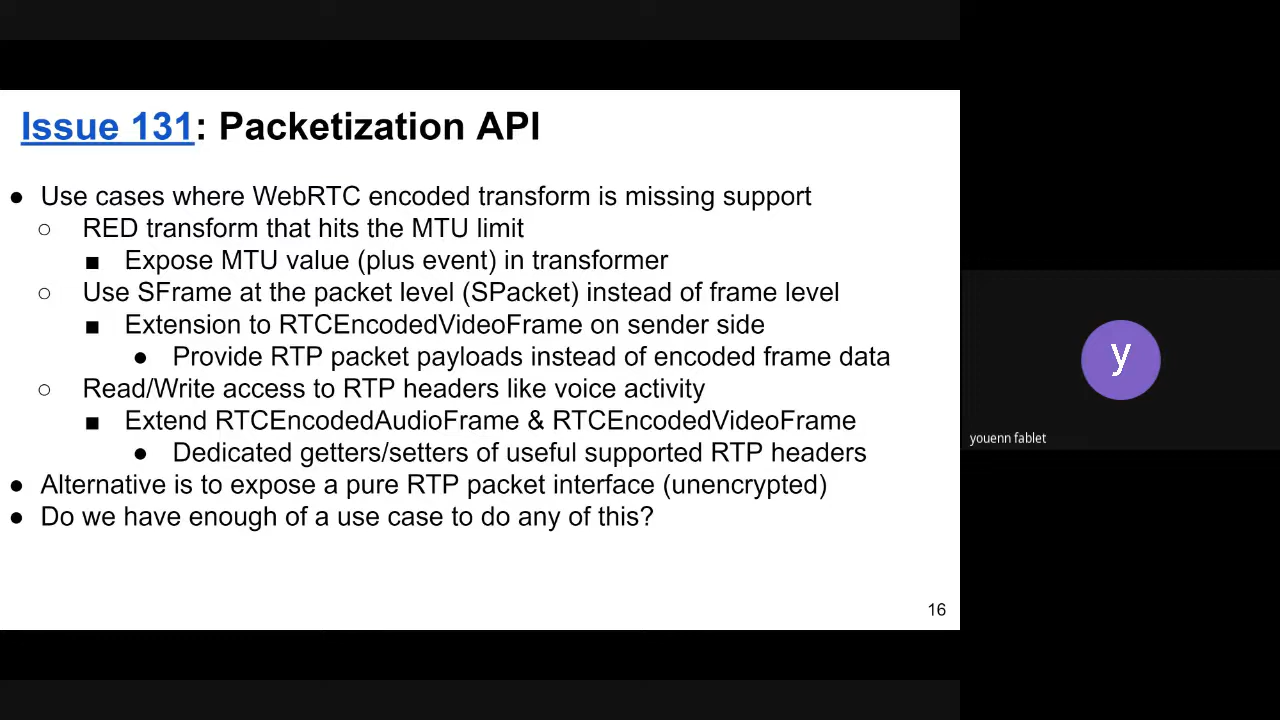 Issue 131: Packetization API
● Use cases where WebRTC encoded transform is missing support
○ RED transform that hits the MTU limit
■ Expose MTU value (plus event) in transformer
○ Use SFrame at the packet level (SPacket) instead of frame level
■ Extension to RTCEncodedVideoFrame on sender side
● Provide RTP packet payloads instead of encoded frame data
○ Read/Write access to RTP headers like voice activity
■ Extend RTCEncodedAudioFrame & RTCEncodedVideoFrame
● Dedicated getters/setters of useful supported RTP headers
● Alternative is to expose a pure RTP packet interface (unencrypted)
● Do we have enough of a use case to do any of this?
16
y
youenn fablet